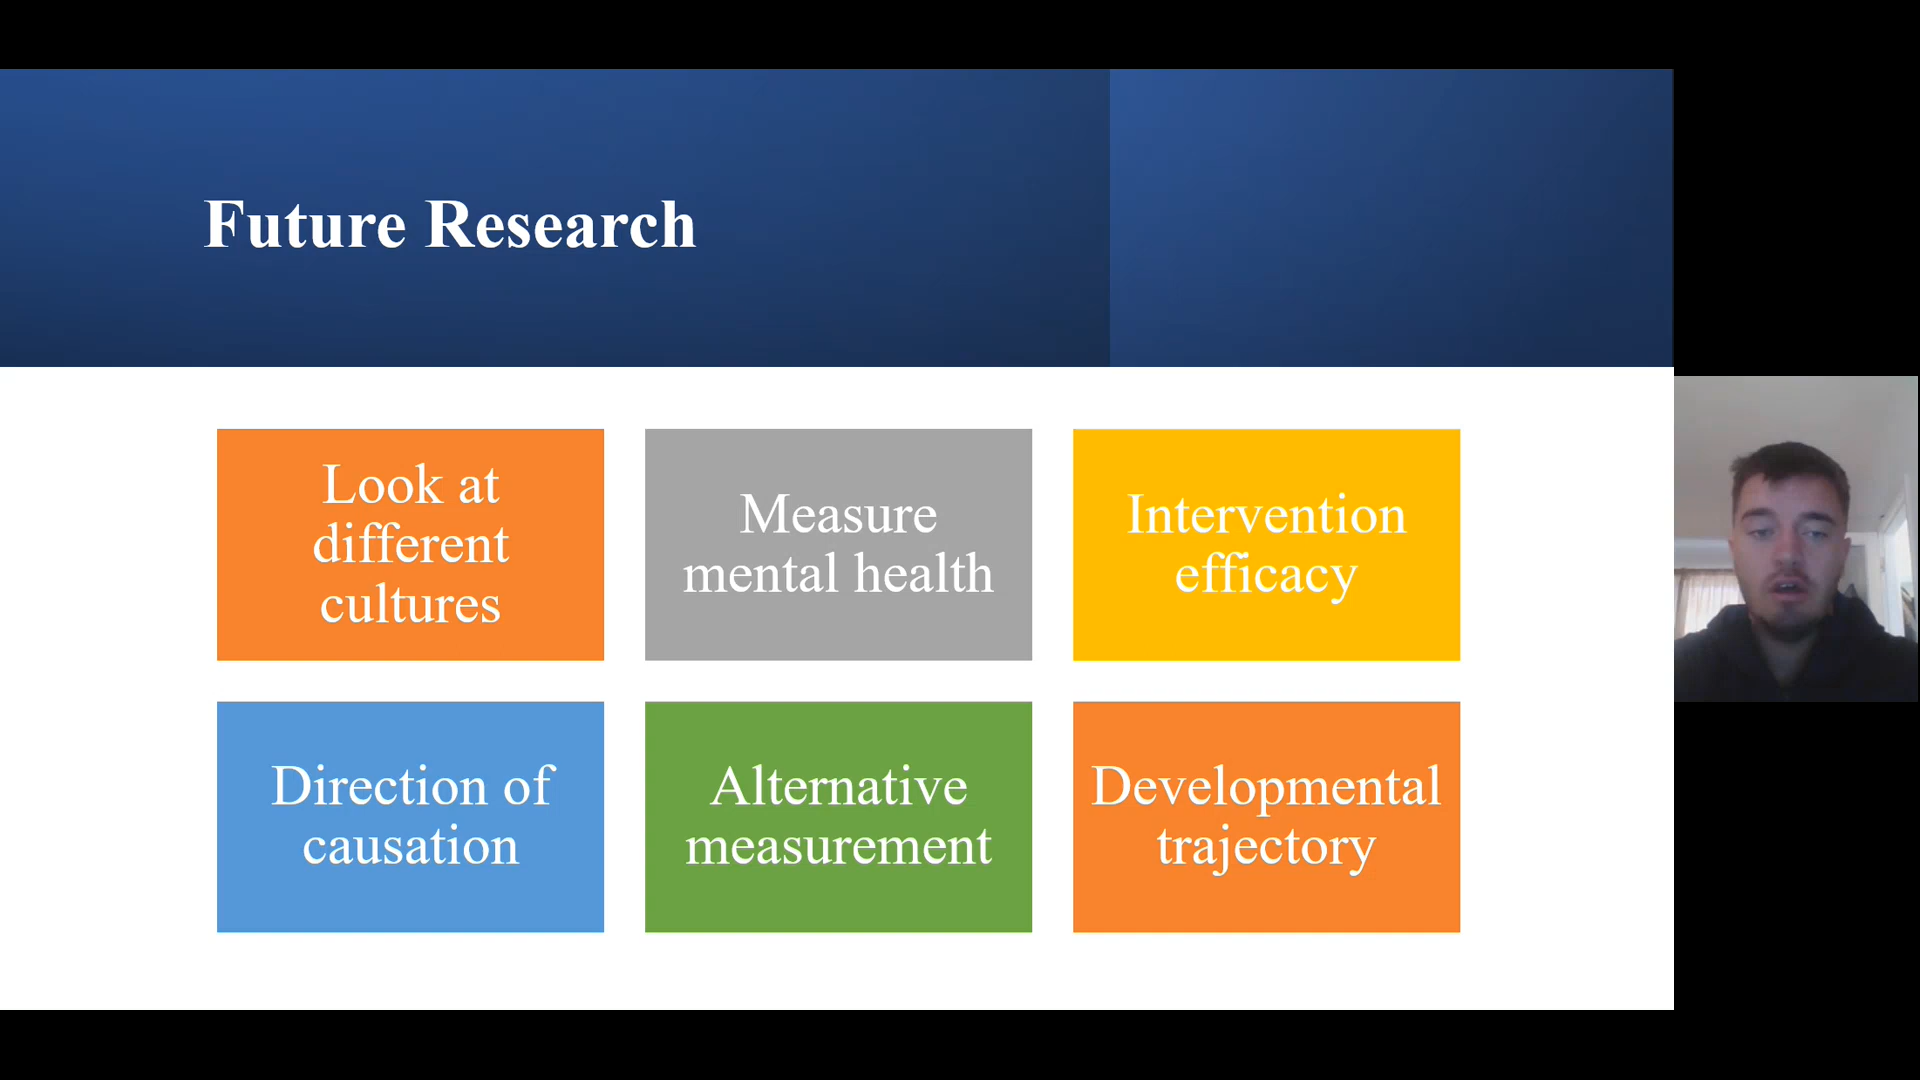 Future Research
Look at
different
cultures
Measure
mental health
Intervention
efficacy
Direction of
causation
Alternative
measurement
Developmental
trajectory